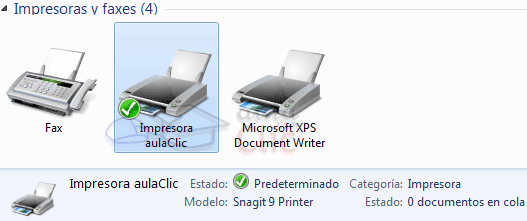 Impresoras y faxes (4)
Fax
Impresora
aulaClic
Microsoft XPS
Document Writer
Impresora aulaClic Estado: Predeterminado Categoría: Impresora
Modelo: Snagit 9 Printer Estado: 0 documentos en cola